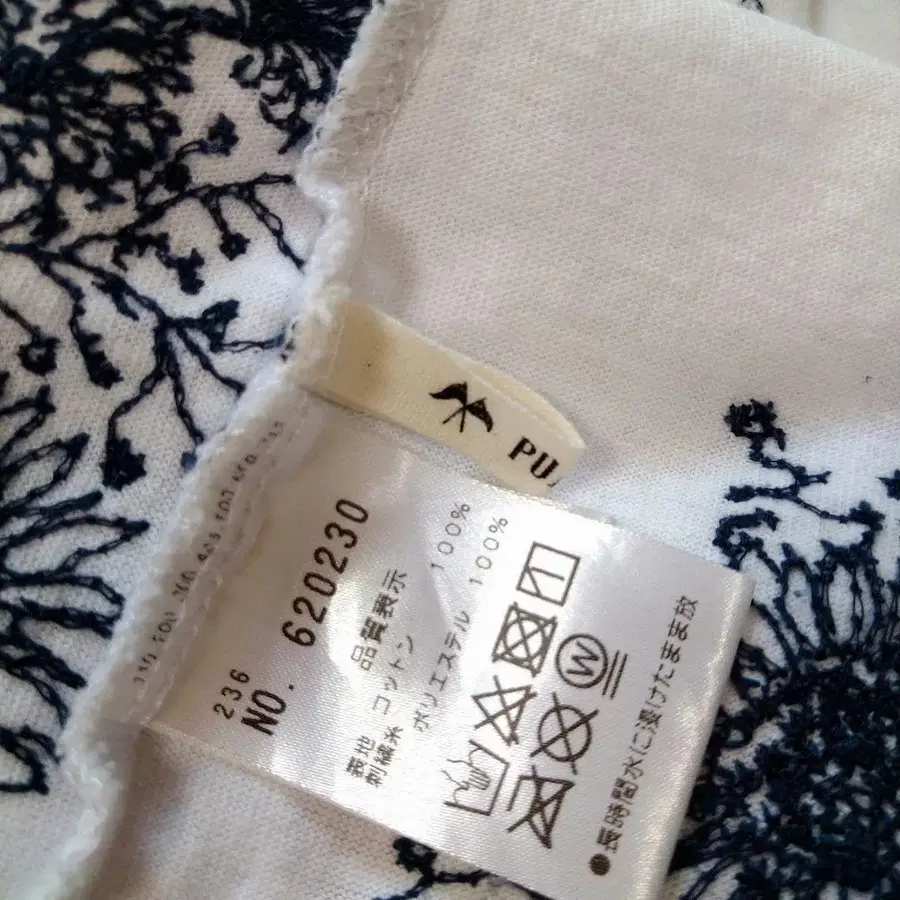 PU
236
NO. 620230
品質表示
表地 コットン 100%
刺繍糸 ポリエステル 100%
W
●長時間水に浸けたまま放